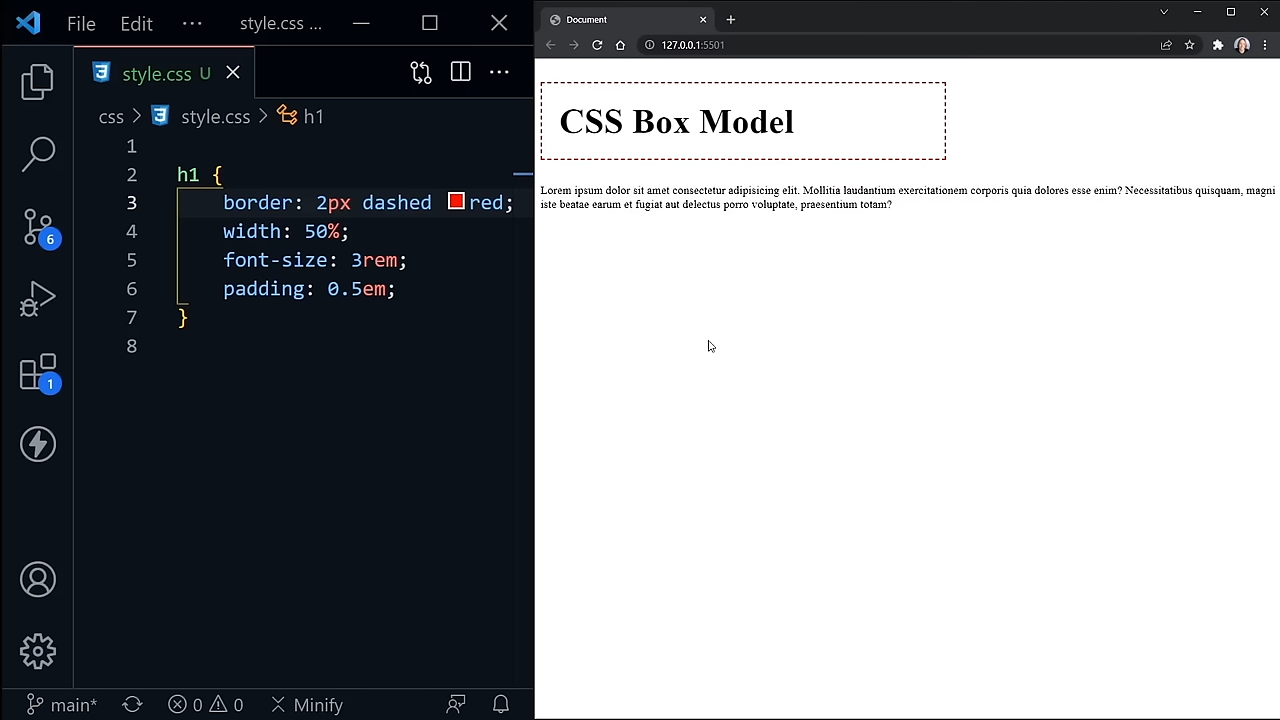 File Edit ··· style.css ...
style.css U
css > style.css > h1
1
2 h1 {
3 border: 2px dashed red;
4 width: 50%;
5 font-size: 3rem;
6 padding: 0.5em;
7 }
8
6
1
main* 0 0 Minify
Document
127.0.0.1:5501
CSS Box Model
Lorem ipsum dolor sit amet consectetur adipisicing elit. Mollitia laudantium exercitationem corporis quia dolores esse enim? Necessitatibus quisquam, magni
iste beatae earum et fugiat aut delectus porro voluptate, praesentium totam?